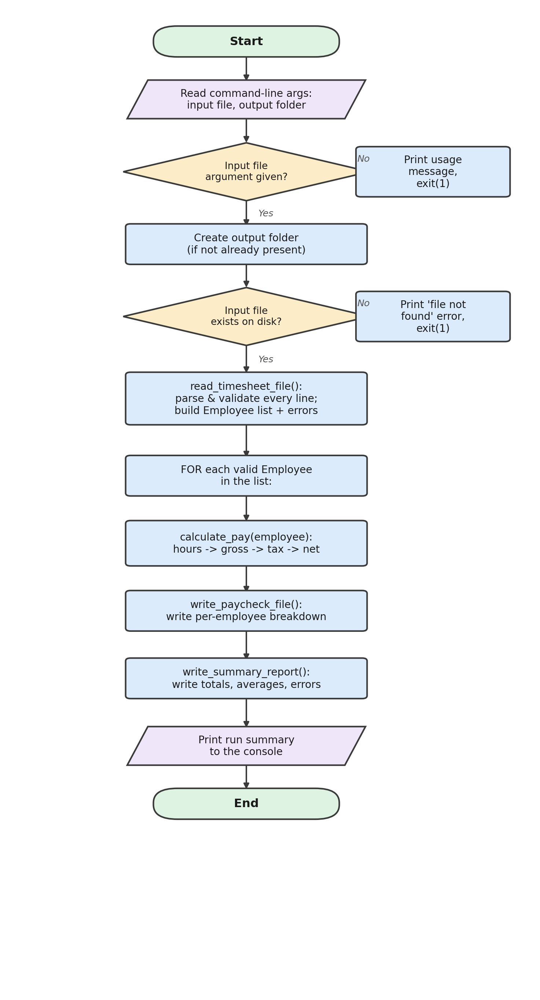 Start
Read command-line args:
input file, output folder
Input file
argument given?
No
Print usage
message,
exit(1)
Yes
Create output folder
(if not already present)
Input file
exists on disk?
No
Print 'file not
found' error,
exit(1)
Yes
read_timesheet_file():
parse & validate every line;
build Employee list + errors
FOR each valid Employee
in the list:
calculate_pay(employee):
hours -> gross -> tax -> net
write_paycheck_file():
write per-employee breakdown
write_summary_report():
write totals, averages, errors
Print run summary
to the console
End